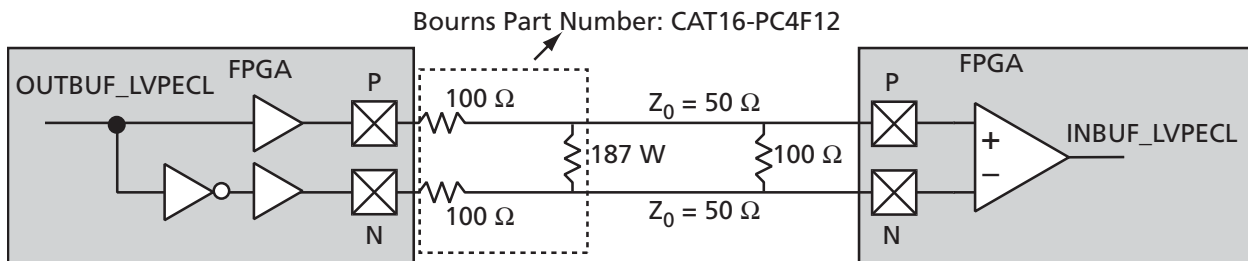 Bourns Part Number: CAT16-PC4F12
FPGA
OUTBUF_LVPECL
P
100 Ω
Z0 = 50 Ω
P
FPGA
187 W
100 Ω
+
−
INBUF_LVPECL
N
100 Ω
Z0 = 50 Ω
N